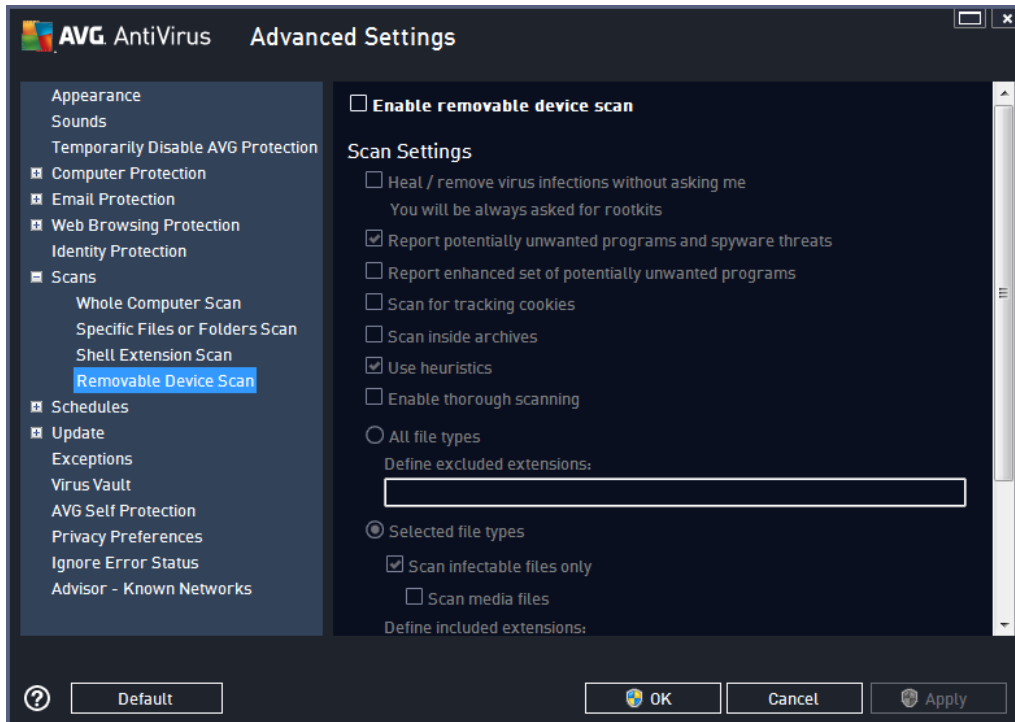 AVG. AntiVirus Advanced Settings
Appearance
Sounds
Temporarily Disable AVG Protection
Computer Protection
Email Protection
Web Browsing Protection
Identity Protection
Scans
Whole Computer Scan
Specific Files or Folders Scan
Shell Extension Scan
Removable Device Scan
Schedules
Update
Exceptions
Virus Vault
AVG Self Protection
Privacy Preferences
Ignore Error Status
Advisor - Known Networks
Enable removable device scan
Scan Settings
Heal / remove virus infections without asking me
You will be always asked for rootkits
Report potentially unwanted programs and spyware threats
Report enhanced set of potentially unwanted programs
Scan for tracking cookies
Scan inside archives
Use heuristics
Enable thorough scanning
All file types
Define excluded extensions:
Selected file types
Scan infectable files only
Scan media files
Define included extensions:
? Default OK Cancel Apply